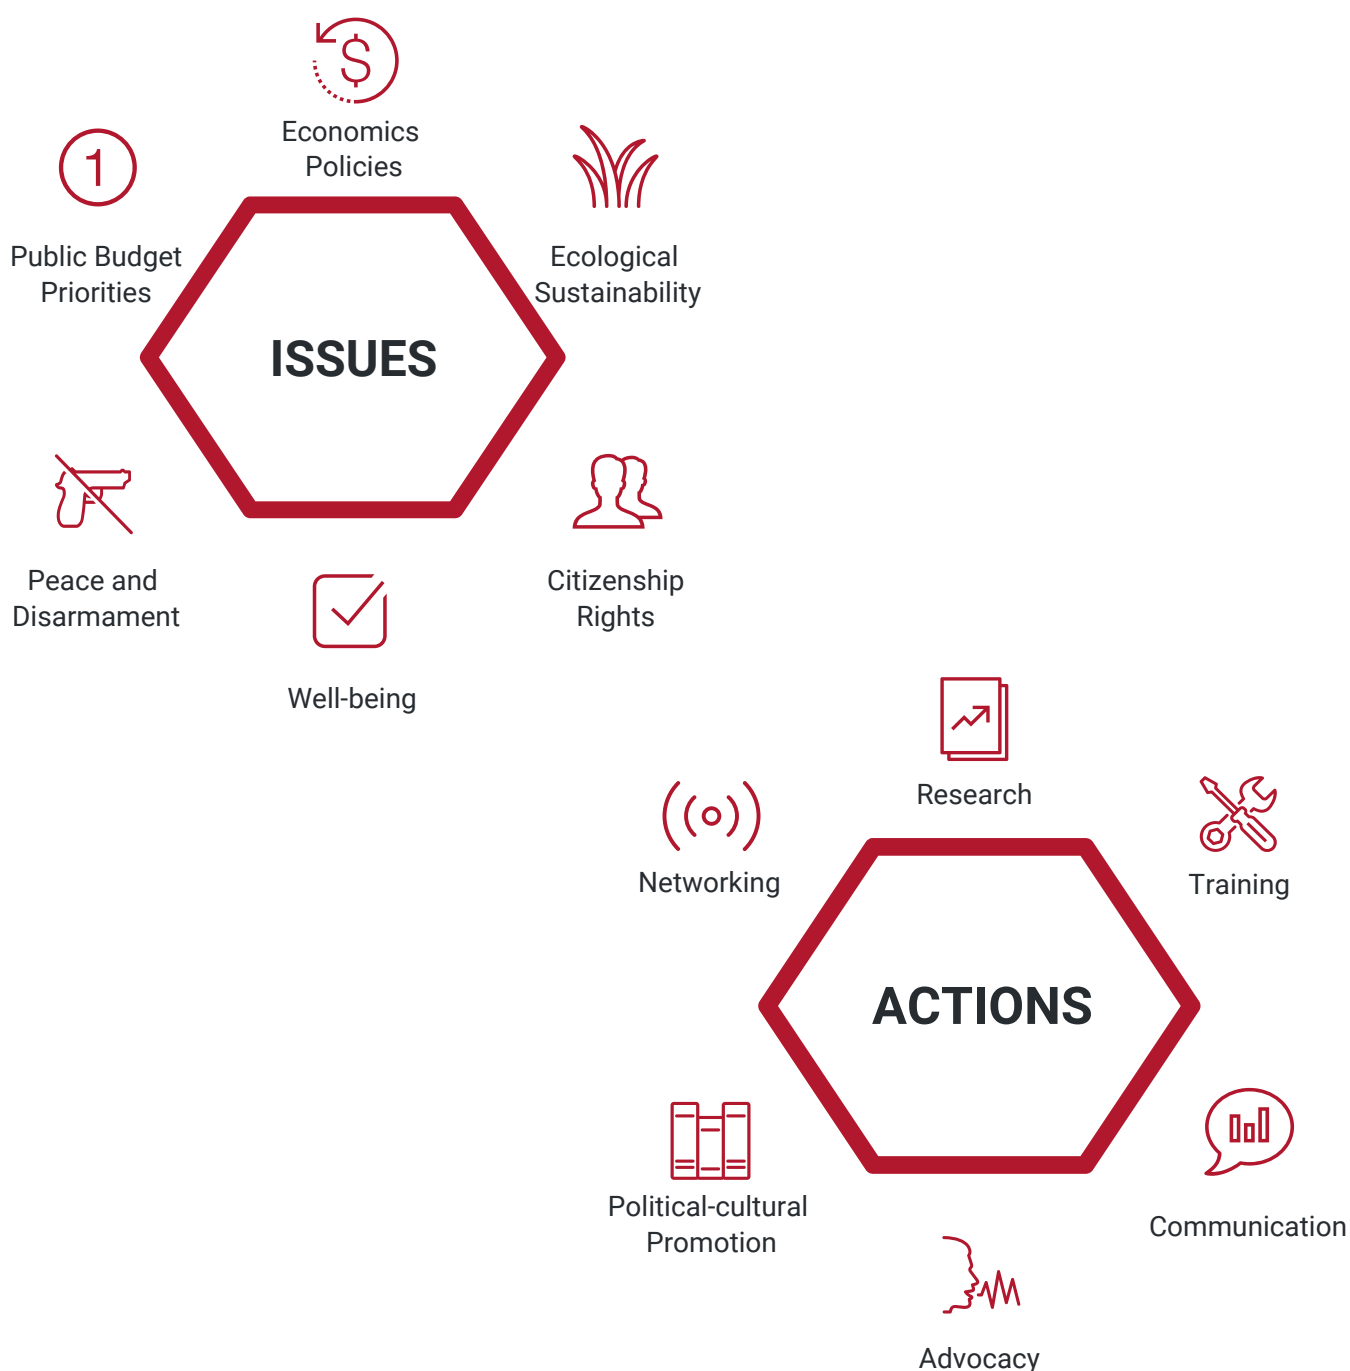 Economics
Policies
1
Public Budget
Priorities
Ecological
Sustainability
ISSUES
Peace and
Disarmament
Citizenship
Rights
Well-being
Research
Networking
Training
ACTIONS
Political-cultural
Promotion
Communication
Advocacy